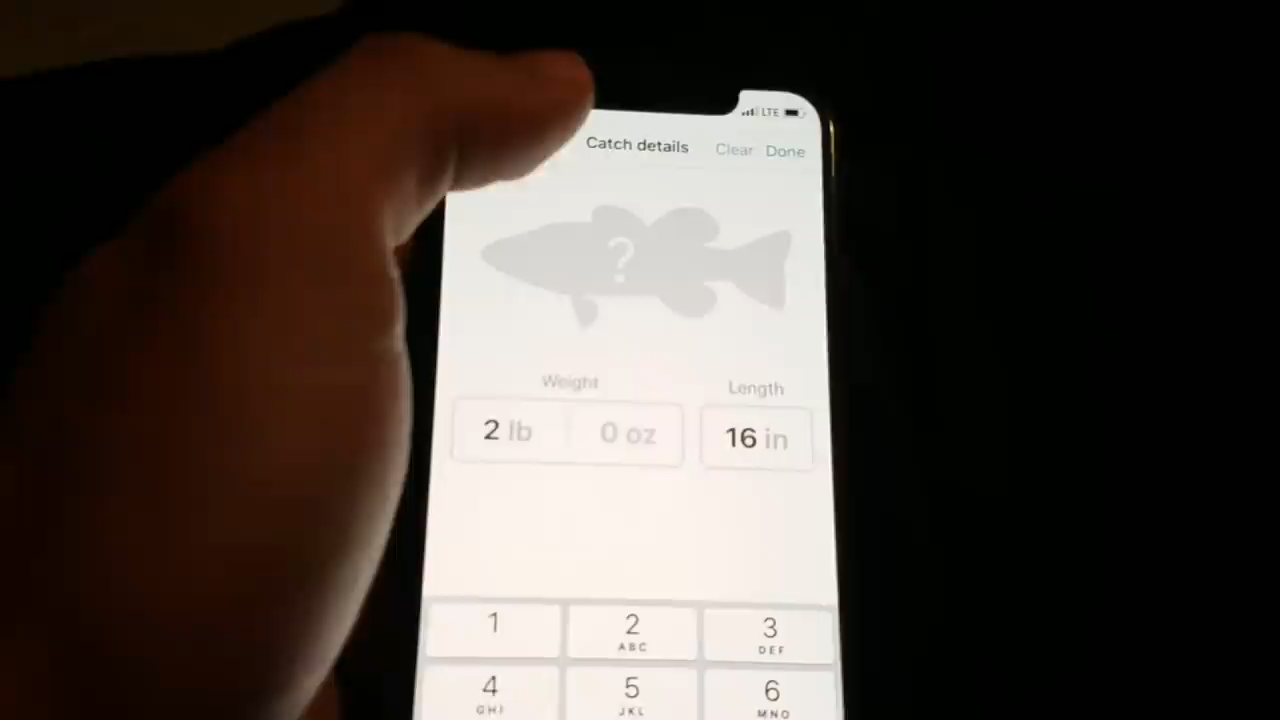 LTE
Catch details Clear Done
?
Weight Length
2 lb 0 oz 16 in
1 2 3
ABC DEF
4 5 6
GHI JKL MNO